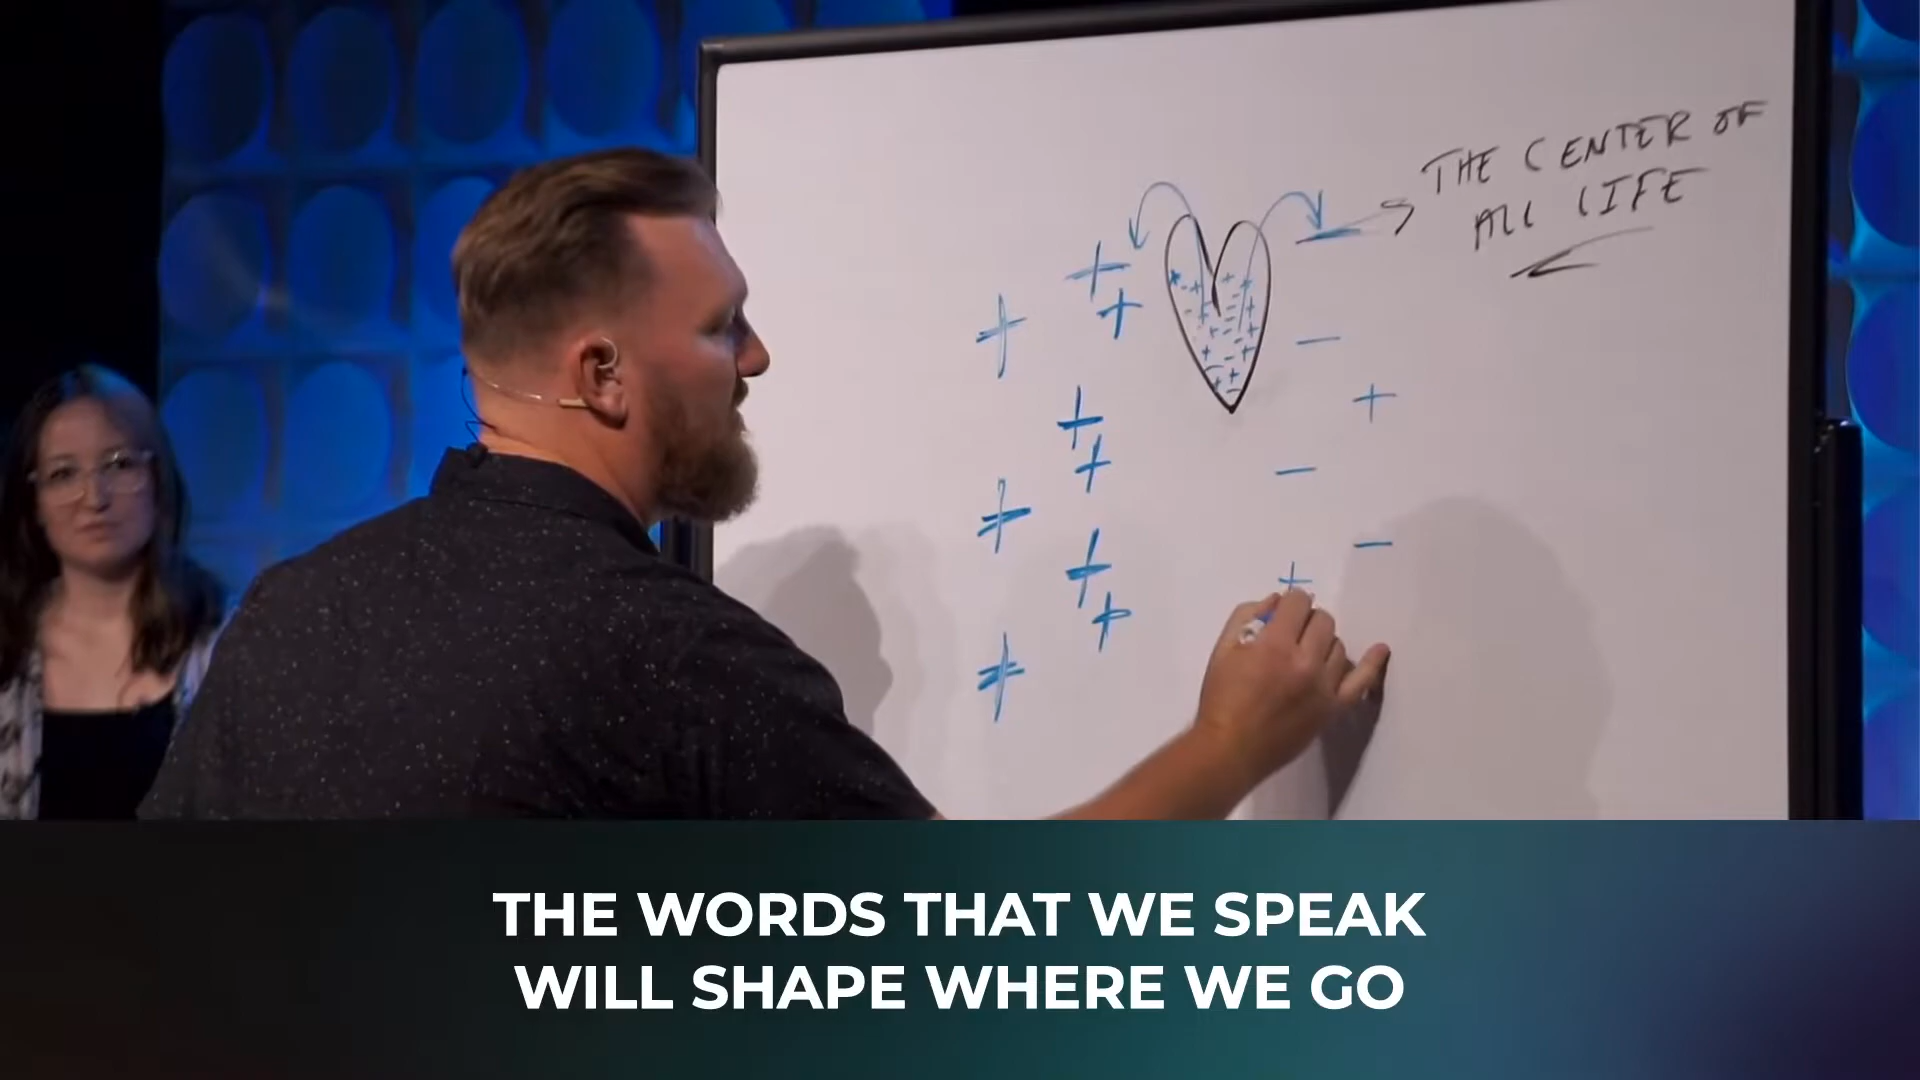 THE CENTER OF
ALL LIFE
THE WORDS THAT WE SPEAK
WILL SHAPE WHERE WE GO